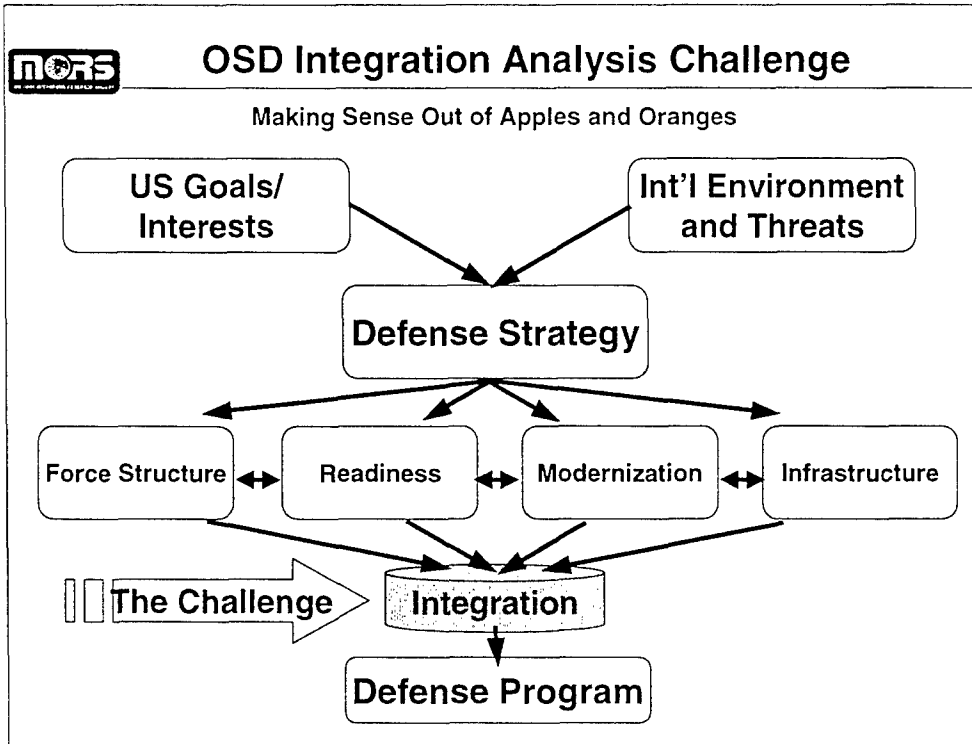 MORS
OSD Integration Analysis Challenge
Making Sense Out of Apples and Oranges
US Goals/
Interests
Int'l Environment
and Threats
Defense Strategy
Force Structure
Readiness
Modernization
Infrastructure
The Challenge
Integration
Defense Program